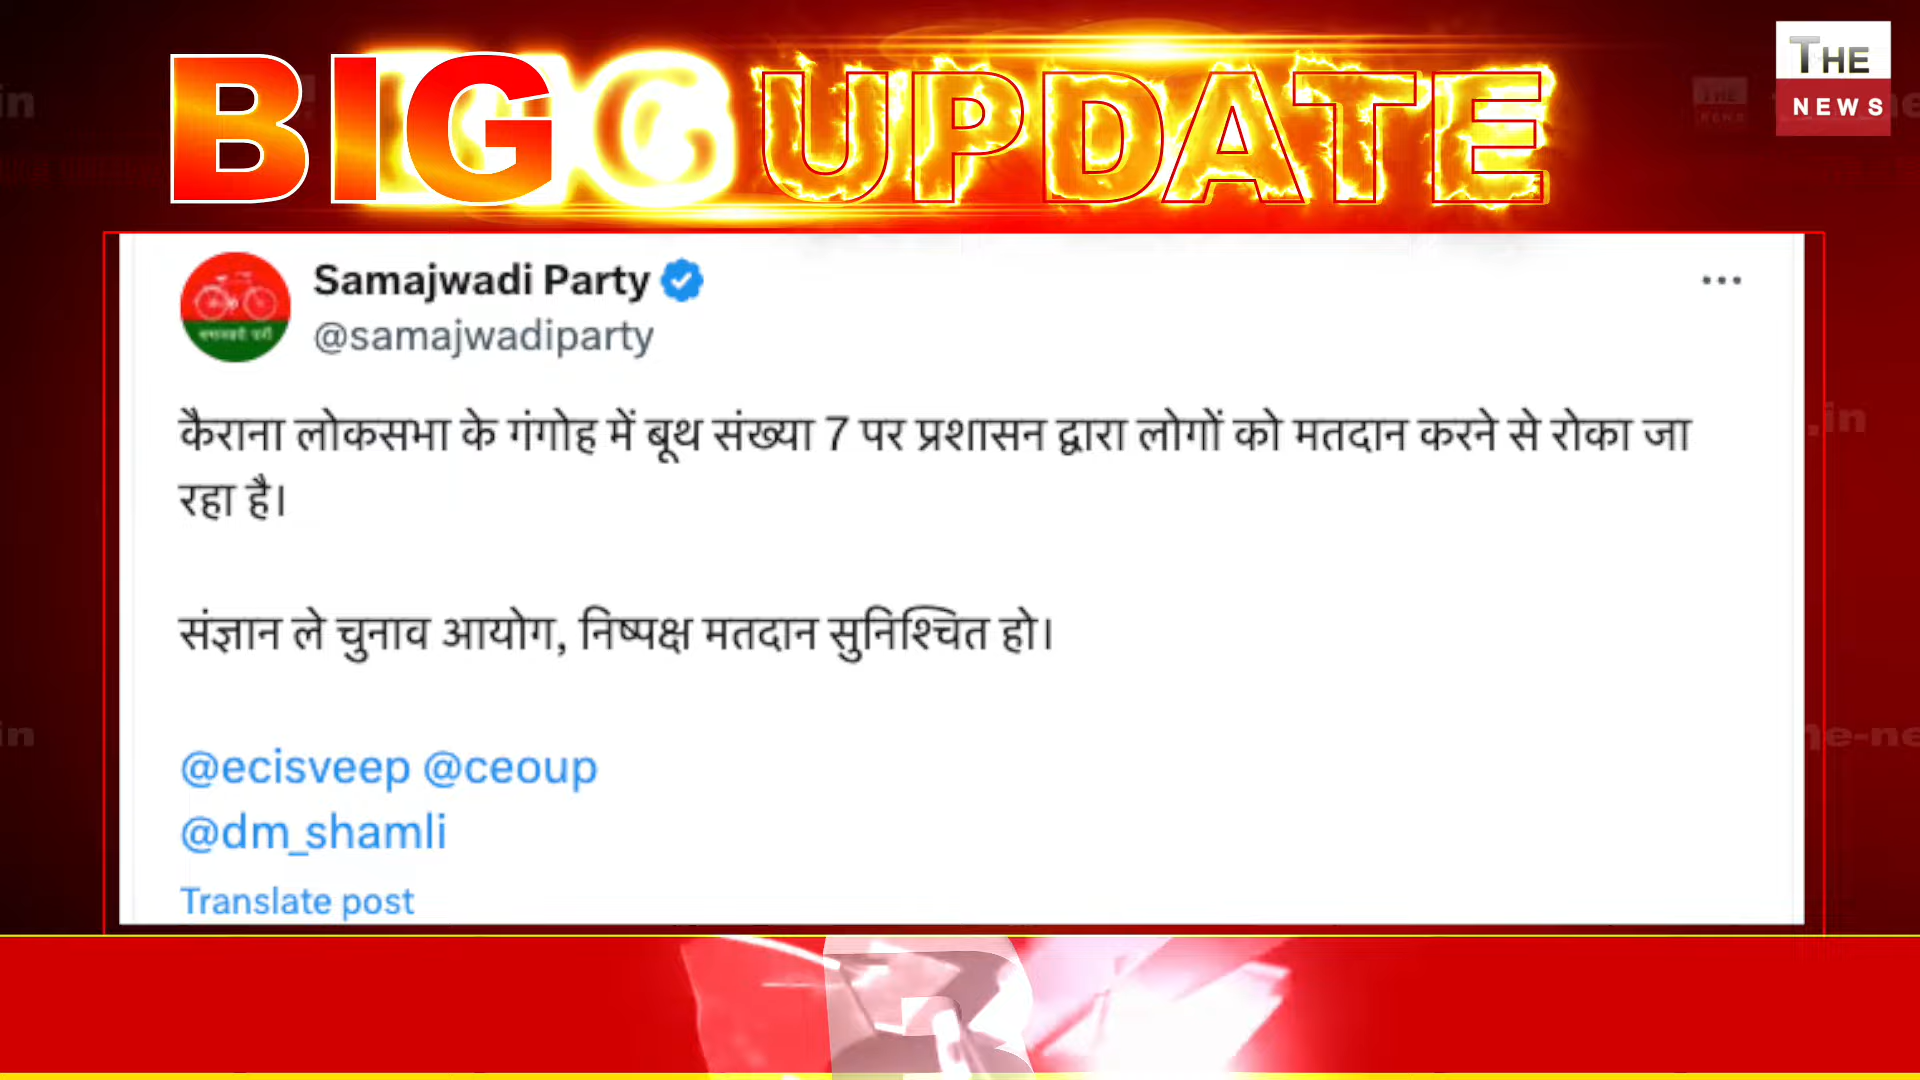 BIG UPDATE
THE
NEWS
Samajwadi Party
@samajwadiparty
कैराना लोकसभा के गंगोह में बूथ संख्या 7 पर प्रशासन द्वारा लोगों को मतदान करने से रोका जा
रहा है।
संज्ञान ले चुनाव आयोग, निष्पक्ष मतदान सुनिश्चित हो।
@ecisveep @ceoup
@dm_shamli
Translate post